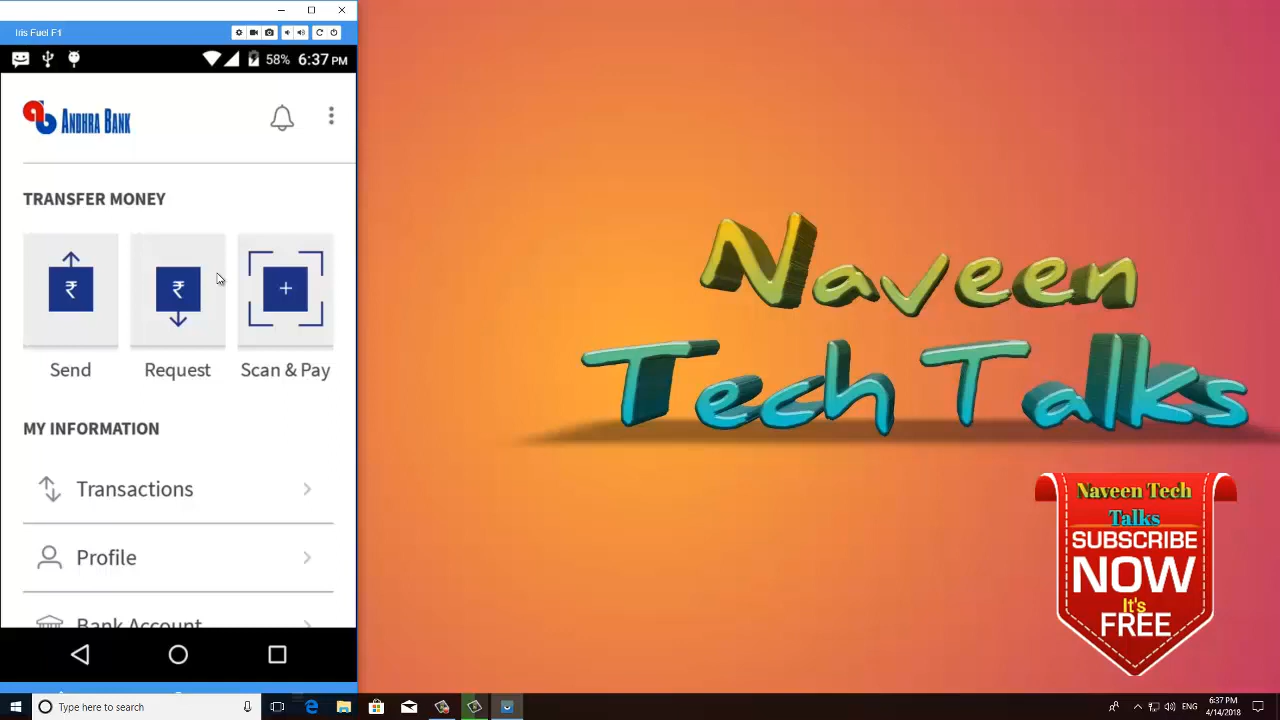 Iris Fuel F1
58% 6:37 PM
ANDHRA BANK
TRANSFER MONEY
₹
₹
+
Send
Request
Scan & Pay
MY INFORMATION
Transactions
Profile
Bank Account
Naveen
Tech Talks
Naveen Tech
Talks
SUBSCRIBE
NOW
It's
FREE
Type here to search
ENG
6:37 PM
4/14/2018